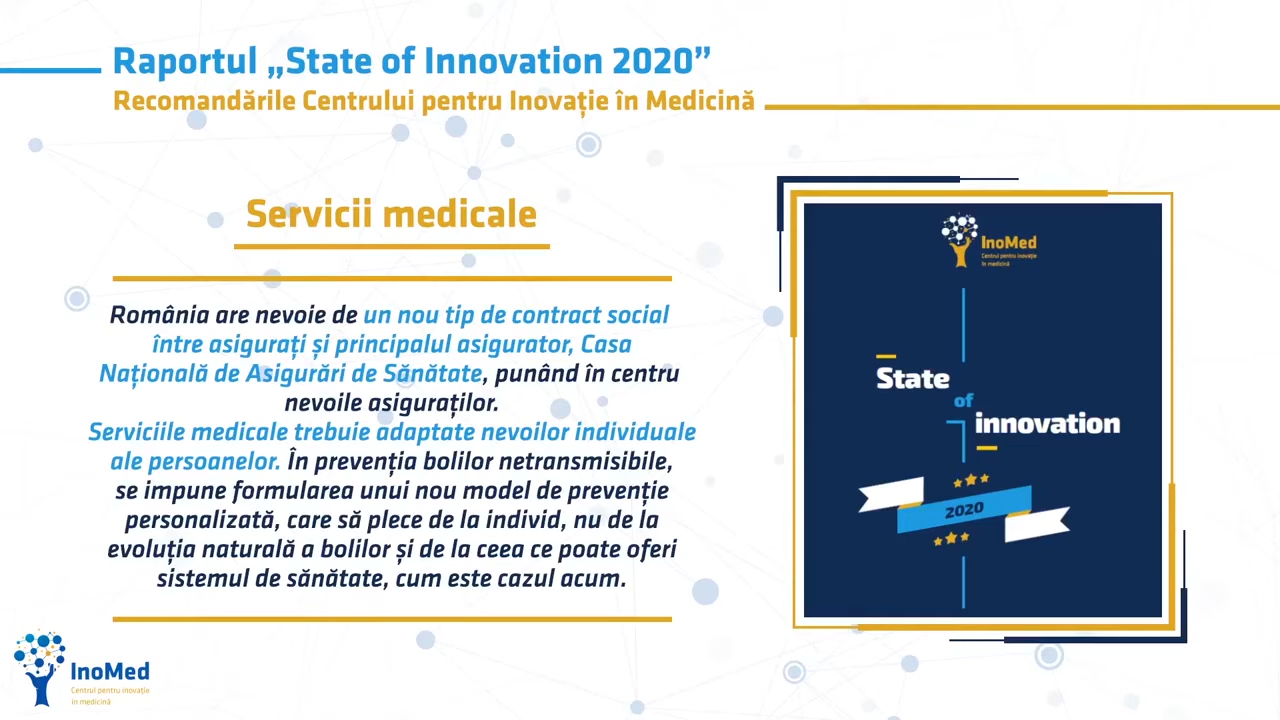 Raportul „State of Innovation 2020”
Recomandările Centrului pentru Inovație în Medicină
Servicii medicale
România are nevoie de un nou tip de contract social
între asigurați și principalul asigurator, Casa
Națională de Asigurări de Sănătate, punând în centru
nevoile asiguraților.
Serviciile medicale trebuie adaptate nevoilor individuale
ale persoanelor. În prevenția bolilor netransmisibile,
se impune formularea unui nou model de prevenție
personalizată, care să plece de la individ, nu de la
evoluția naturală a bolilor și de la ceea ce poate oferi
sistemul de sănătate, cum este cazul acum.
InoMed
Centrul pentru inovație
în medicină
State
of
innovation
2020
InoMed
Centrul pentru inovație
în medicină